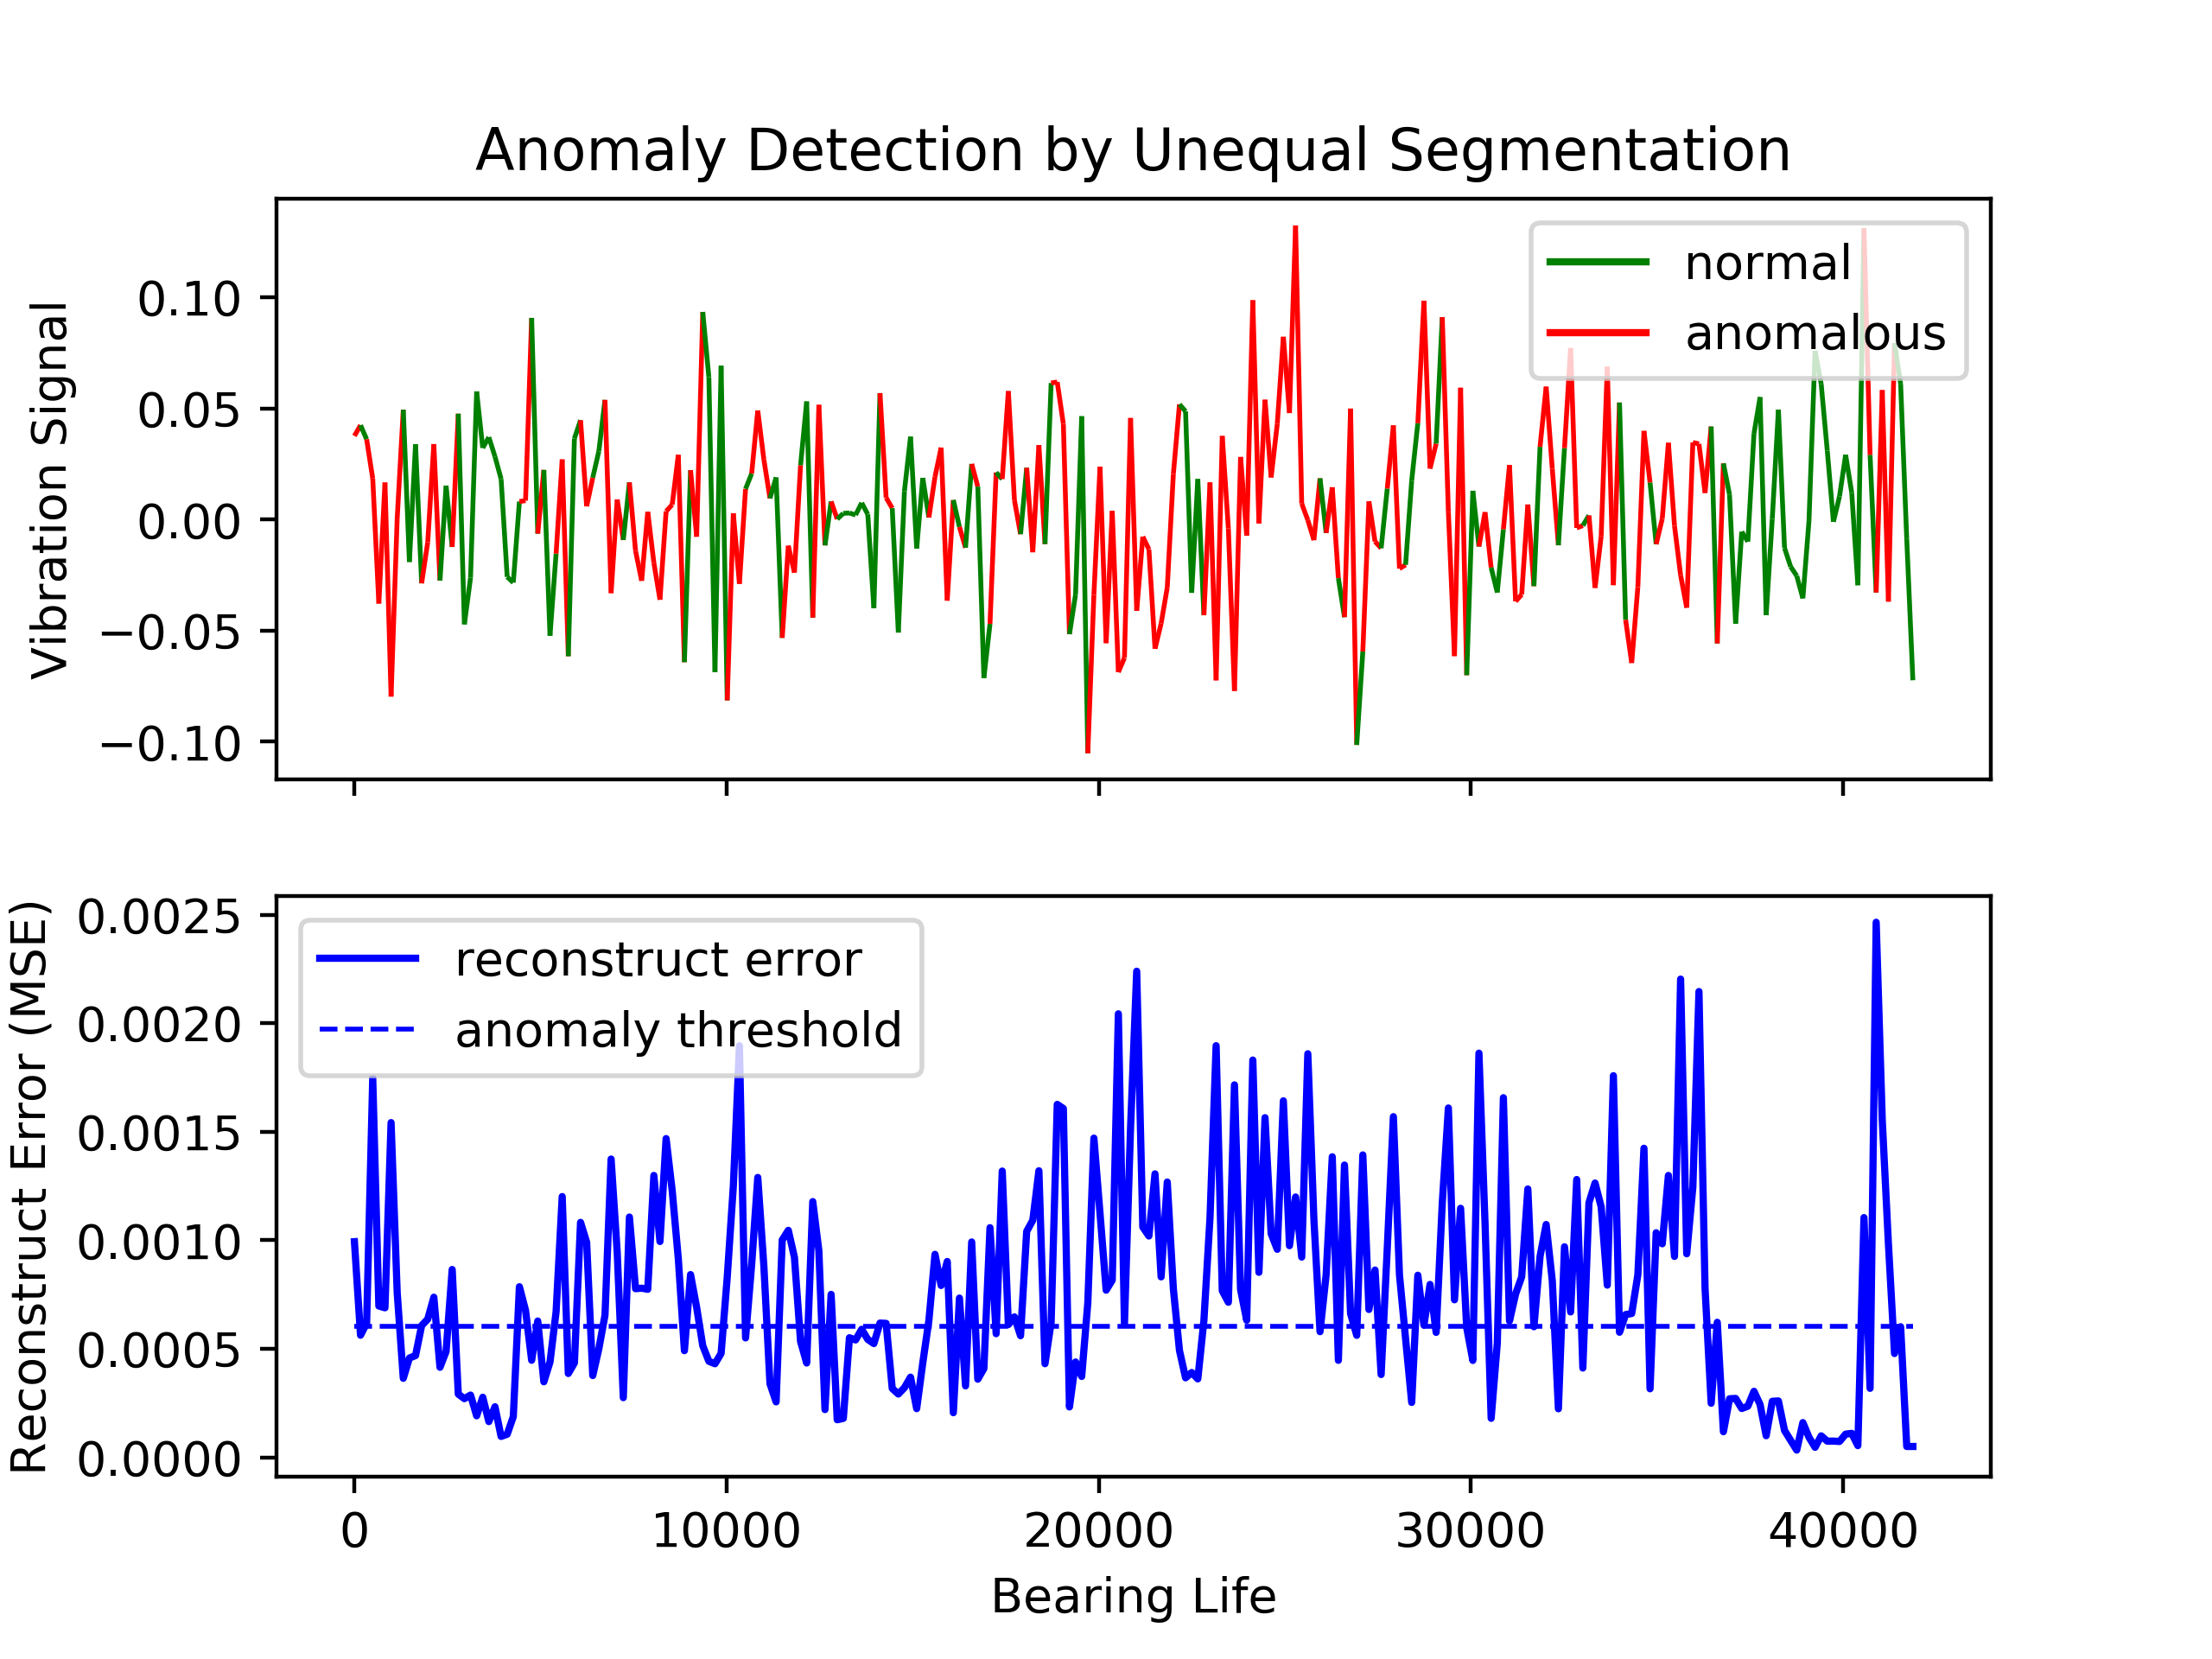 Anomaly Detection by Unequal Segmentation
Vibration Signal
0.10
0.05
0.00
−0.05
−0.10
normal
anomalous
Reconstruct Error (MSE)
0.0025
0.0020
0.0015
0.0010
0.0005
0.0000
reconstruct error
anomaly threshold
0 10000 20000 30000 40000
Bearing Life